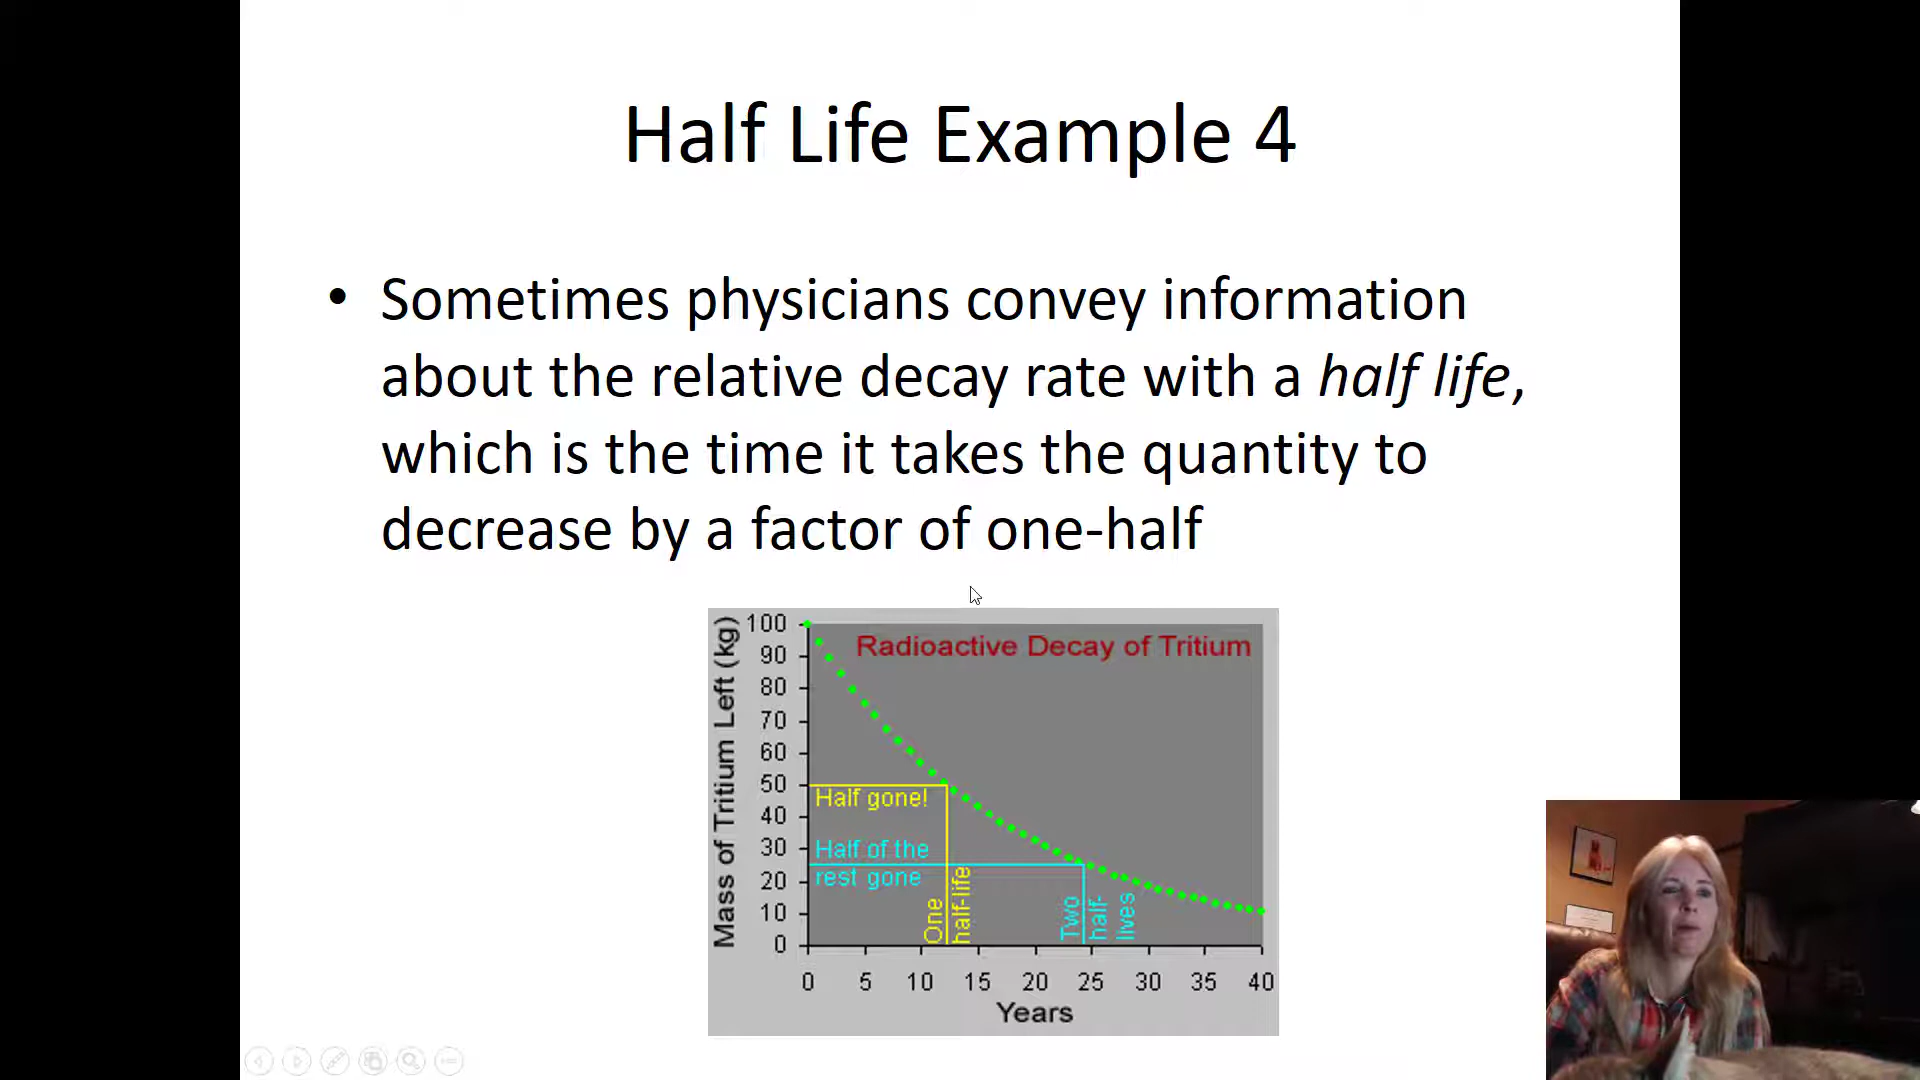 Half Life Example 4
• Sometimes physicians convey information
about the relative decay rate with a half life,
which is the time it takes the quantity to
decrease by a factor of one-half
Radioactive Decay of Tritium
Mass of Tritium Left (kg)
100
90
80
70
60
50
40
30
20
10
0
Half gone!
Half of the
rest gone
One
half-life
Two
half-
lives
0 5 10 15 20 25 30 35 40
Years